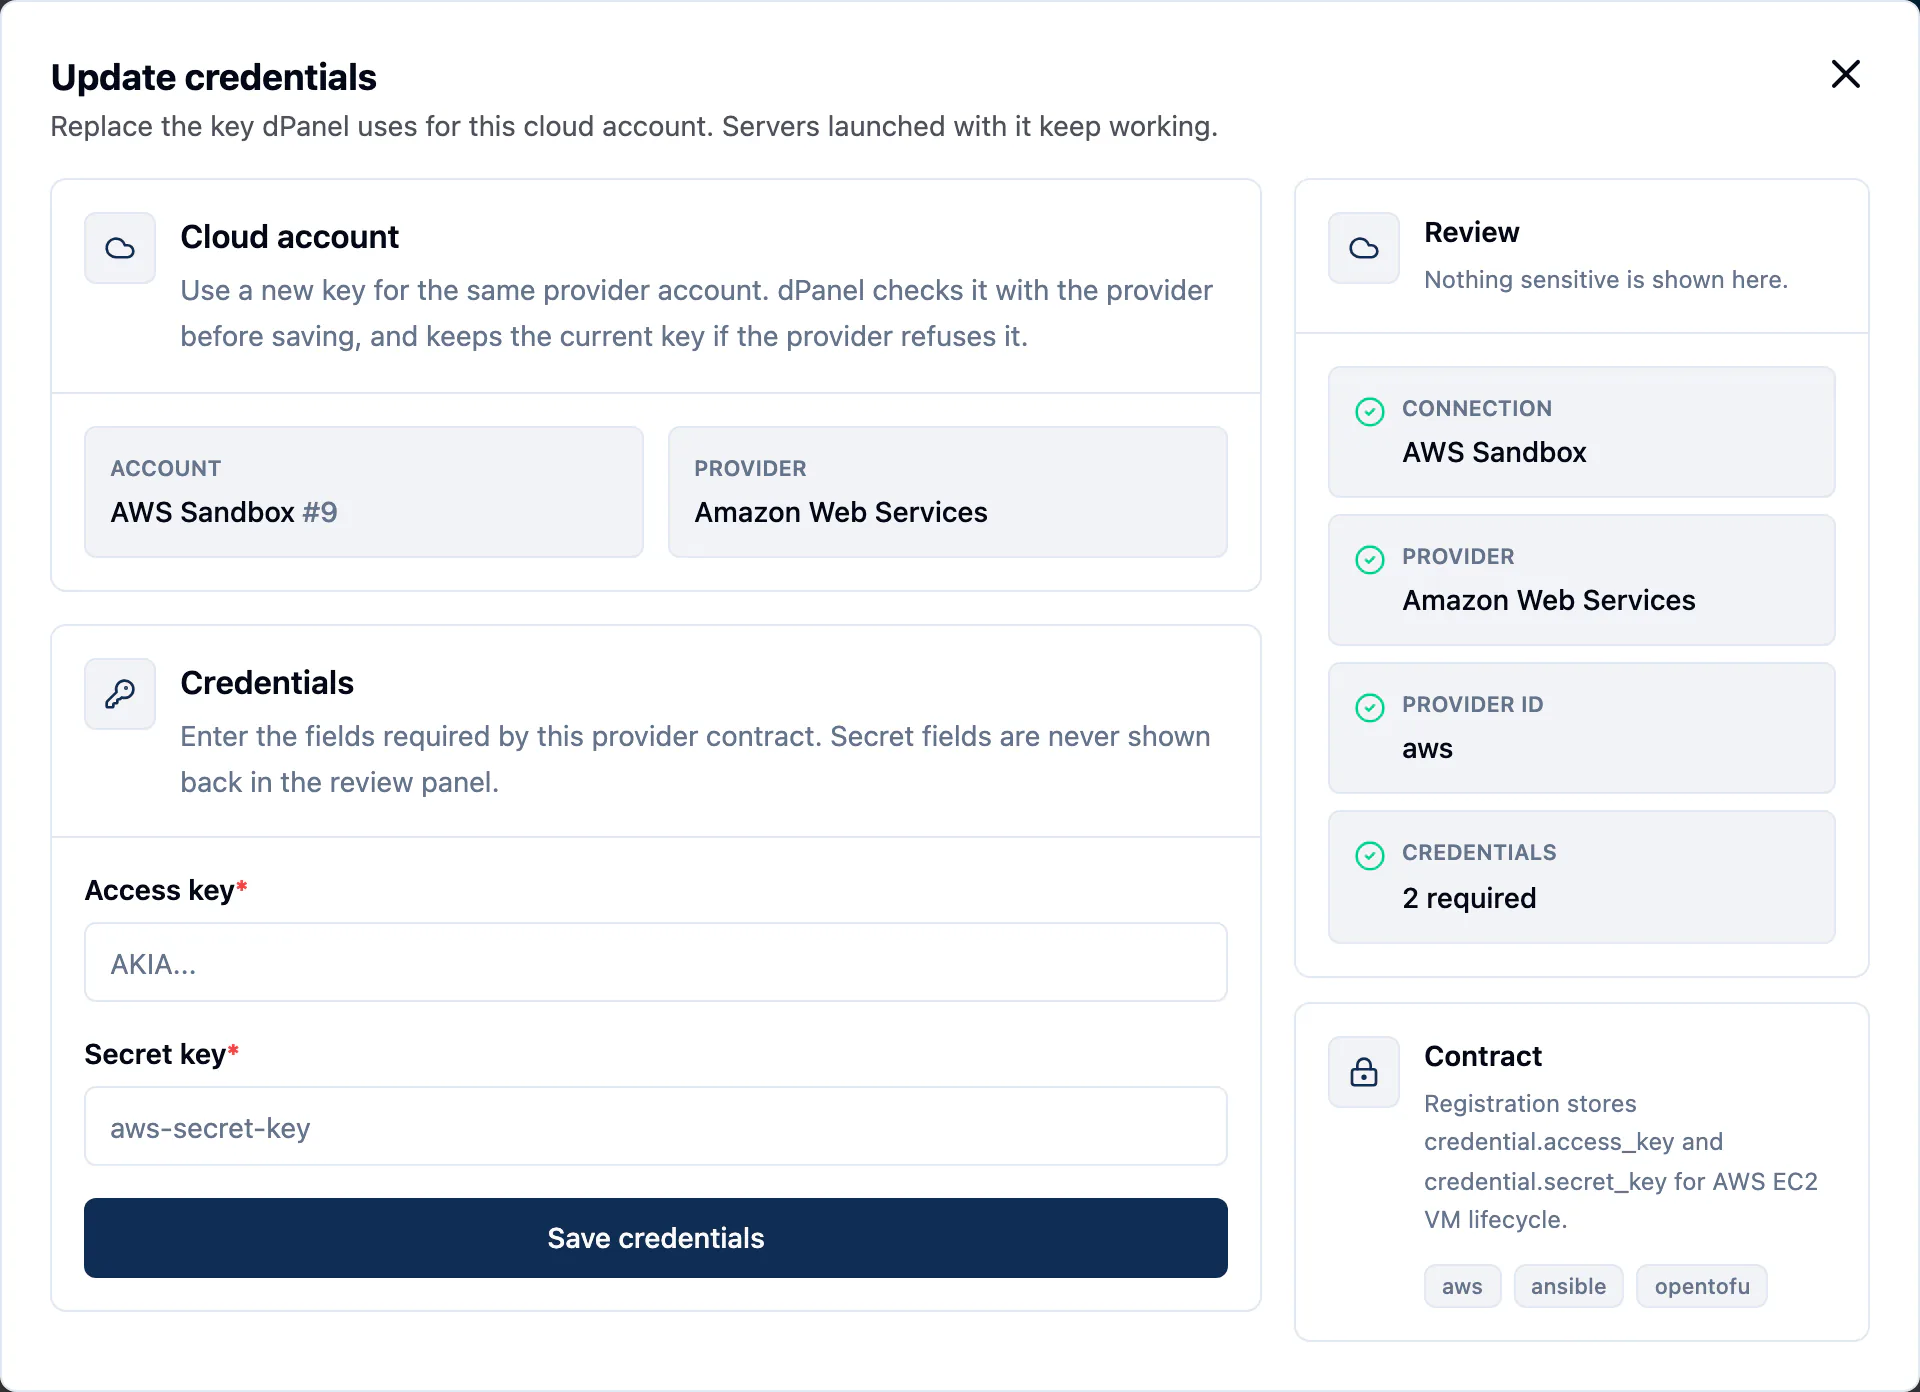 Update credentials
Replace the key dPanel uses for this cloud account. Servers launched with it keep working.
Cloud account
Use a new key for the same provider account. dPanel checks it with the provider
before saving, and keeps the current key if the provider refuses it.
ACCOUNT
AWS Sandbox #9
PROVIDER
Amazon Web Services
Credentials
Enter the fields required by this provider contract. Secret fields are never shown
back in the review panel.
Access key*
AKIA...
Secret key*
aws-secret-key
Save credentials
Review
Nothing sensitive is shown here.
CONNECTION
AWS Sandbox
PROVIDER
Amazon Web Services
PROVIDER ID
aws
CREDENTIALS
2 required
Contract
Registration stores
credential.access_key and
credential.secret_key for AWS EC2
VM lifecycle.
aws
ansible
opentofu